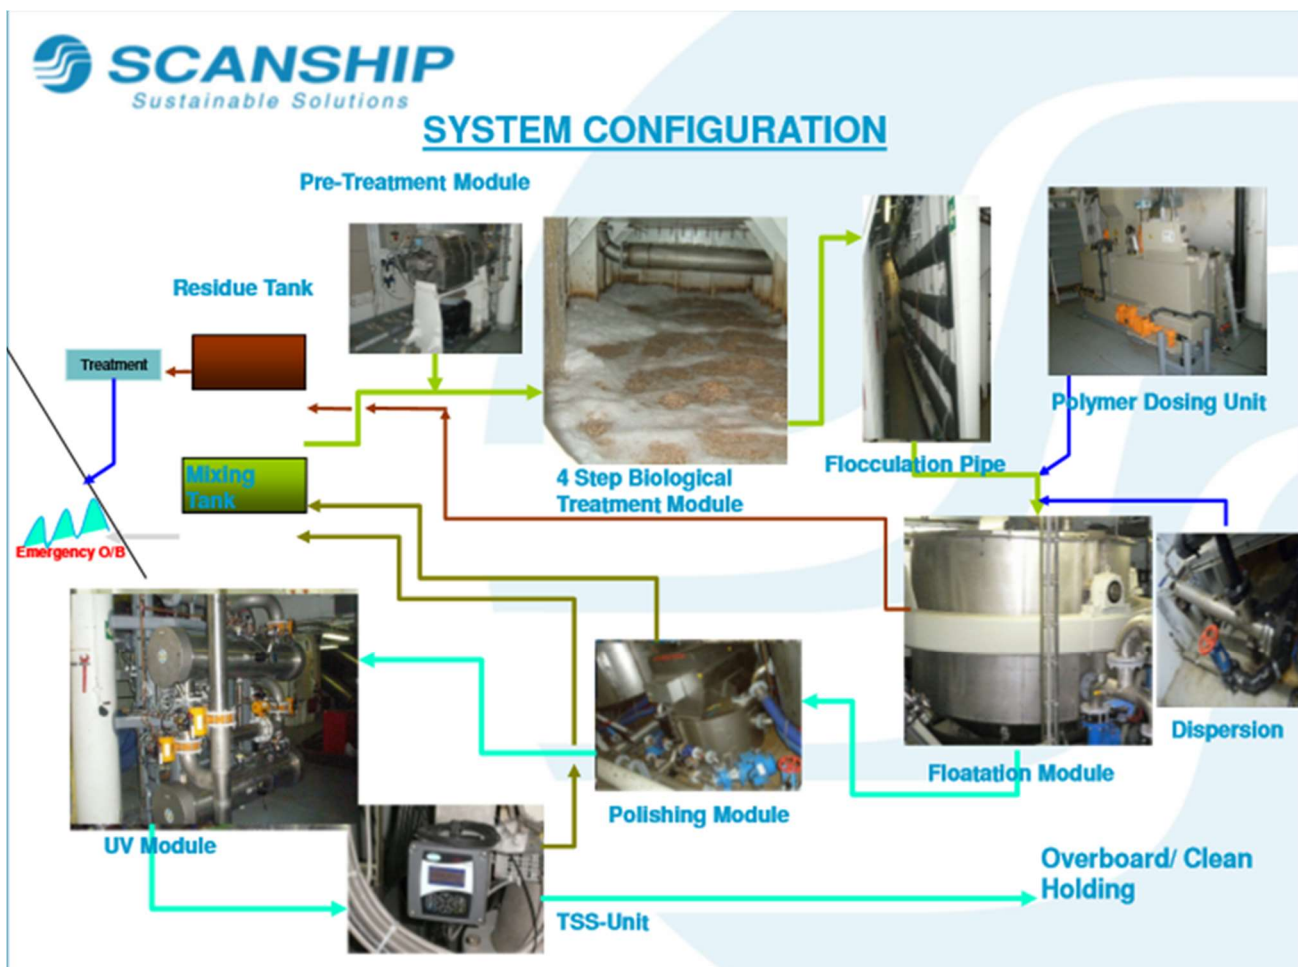 SCANSHIP
Sustainable Solutions
SYSTEM CONFIGURATION
Pre-Treatment Module
Residue Tank
Treatment
Polymer Dosing Unit
Mixing
Tank
4 Step Biological
Treatment Module
Flocculation Pipe
Emergency O/B
Dispersion
Floatation Module
Polishing Module
UV Module
Overboard/ Clean
Holding
TSS-Unit